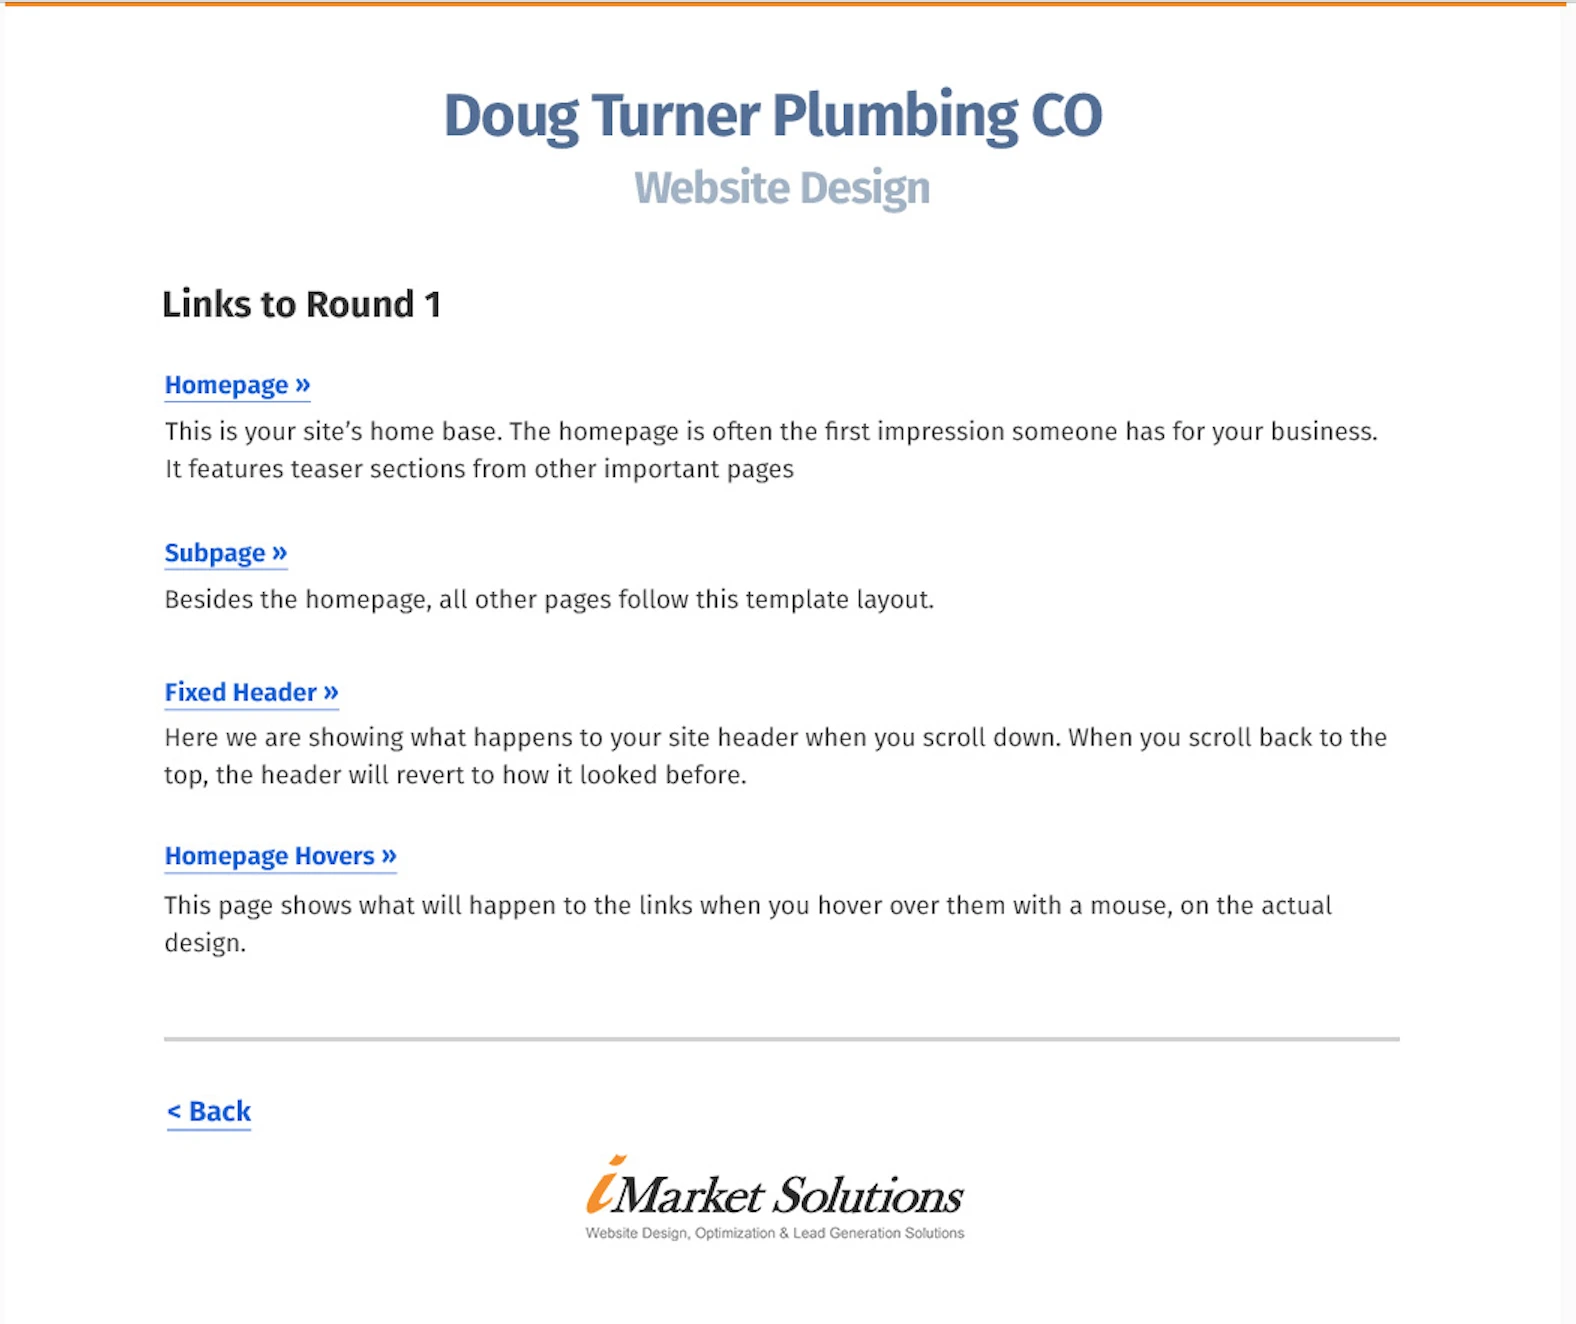 Doug Turner Plumbing CO
Website Design
Links to Round 1
Homepage »
This is your site’s home base. The homepage is often the first impression someone has for your business.
It features teaser sections from other important pages
Subpage »
Besides the homepage, all other pages follow this template layout.
Fixed Header »
Here we are showing what happens to your site header when you scroll down. When you scroll back to the
top, the header will revert to how it looked before.
Homepage Hovers »
This page shows what will happen to the links when you hover over them with a mouse, on the actual
design.
< Back
iMarket Solutions
Website Design, Optimization & Lead Generation Solutions